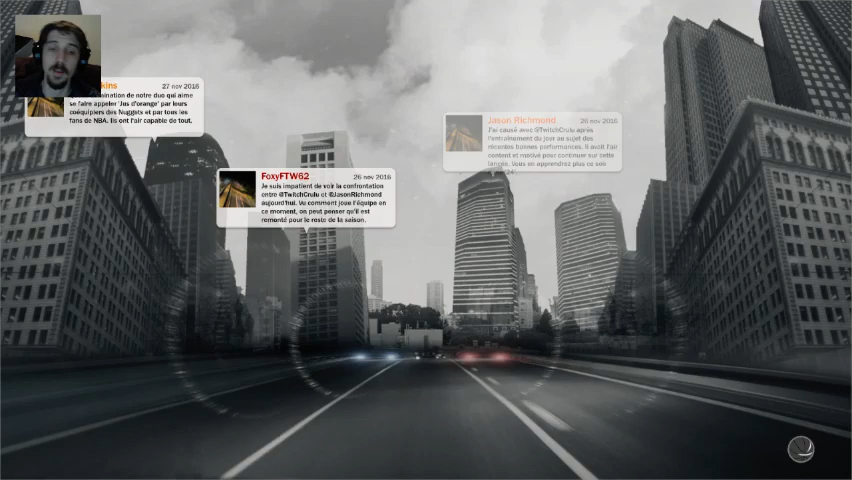 kins 27 nov 2016
mination de notre duo qui aime
se faire appeler 'Jus d'orange' par leurs
coéquipiers des Nuggets et par tous les
fans de NBA. Ils ont l'air capable de tout.
FoxyFTW62 26 nov 2016
Je suis impatient de voir la confrontation
entre @TwitchCrulu et @JasonRichmond
aujourd'hui. Vu comment joue l'équipe en
ce moment, on peut penser qu'il est
remonté pour le reste de la saison.
Jason Richmond 26 nov 2016
J'ai causé avec @TwitchCrulu après
l'entraînement du jour au sujet des
récentes bonnes performances. Il avait l'air
content et motivé pour continuer sur cette
lancée. Vous en apprendrez plus ce soir